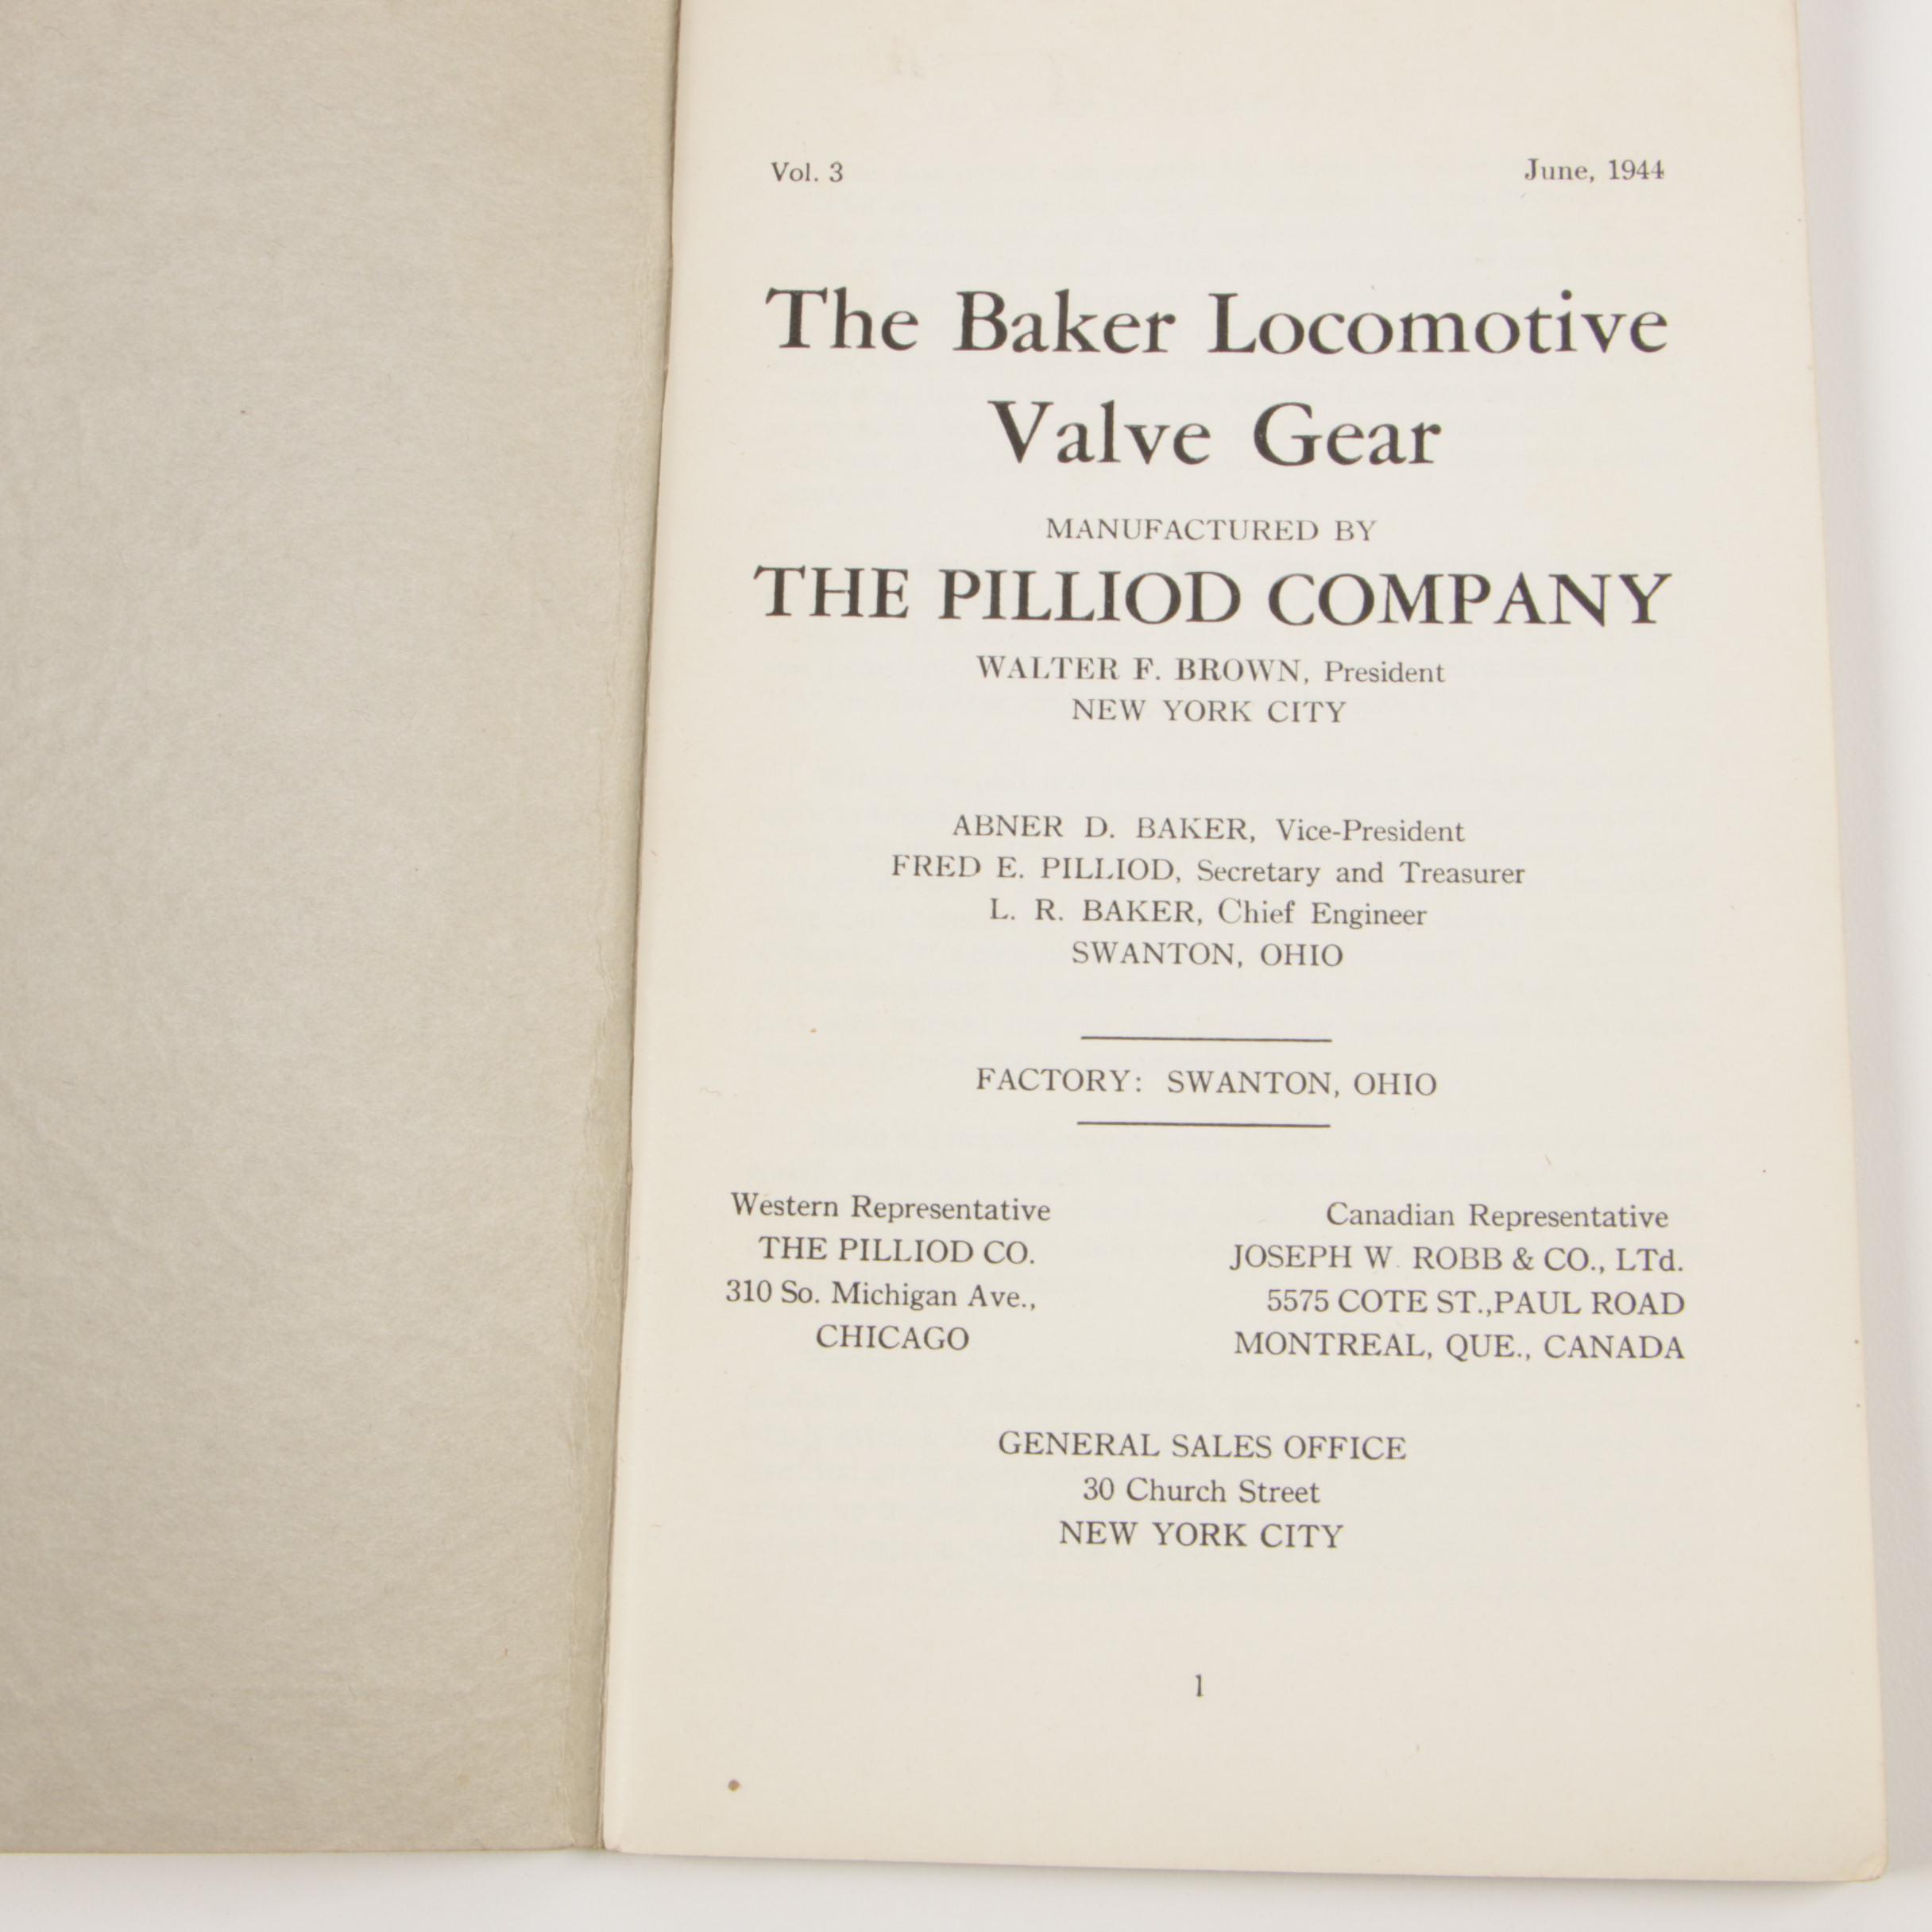 Vol. 3 June, 1944
The Baker Locomotive
Valve Gear
MANUFACTURED BY
THE PILLIOD COMPANY
WALTER F. BROWN, President
NEW YORK CITY
ABNER D. BAKER, Vice-President
FRED E. PILLIOD, Secretary and Treasurer
L. R. BAKER, Chief Engineer
SWANTON, OHIO
FACTORY: SWANTON, OHIO
Western Representative
THE PILLIOD CO.
310 So. Michigan Ave.,
CHICAGO
Canadian Representative
JOSEPH W. ROBB & CO., LTd.
5575 COTE ST.,PAUL ROAD
MONTREAL, QUE., CANADA
GENERAL SALES OFFICE
30 Church Street
NEW YORK CITY
1